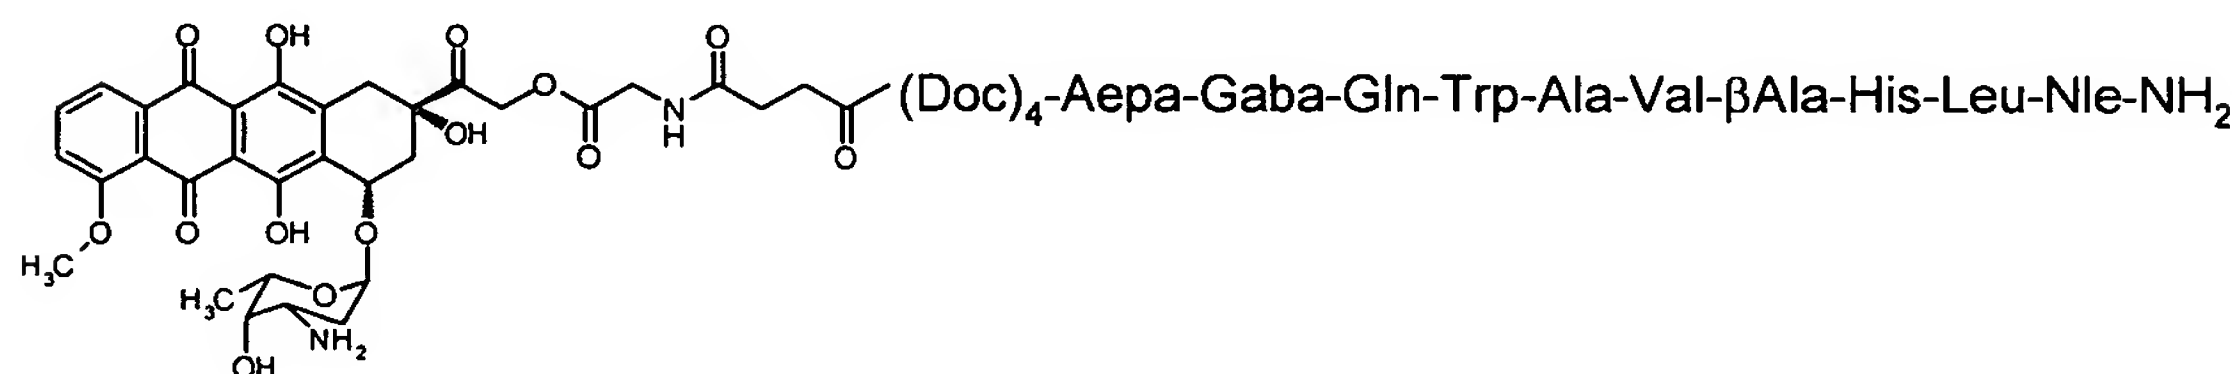 O OH O O
O
N
H
O
O
OH
(Doc)₄-Aepa-Gaba-Gln-Trp-Ala-Val-βAla-His-Leu-Nle-NH₂
O O OH O
H₃C
H₃C O
NH₂
OH